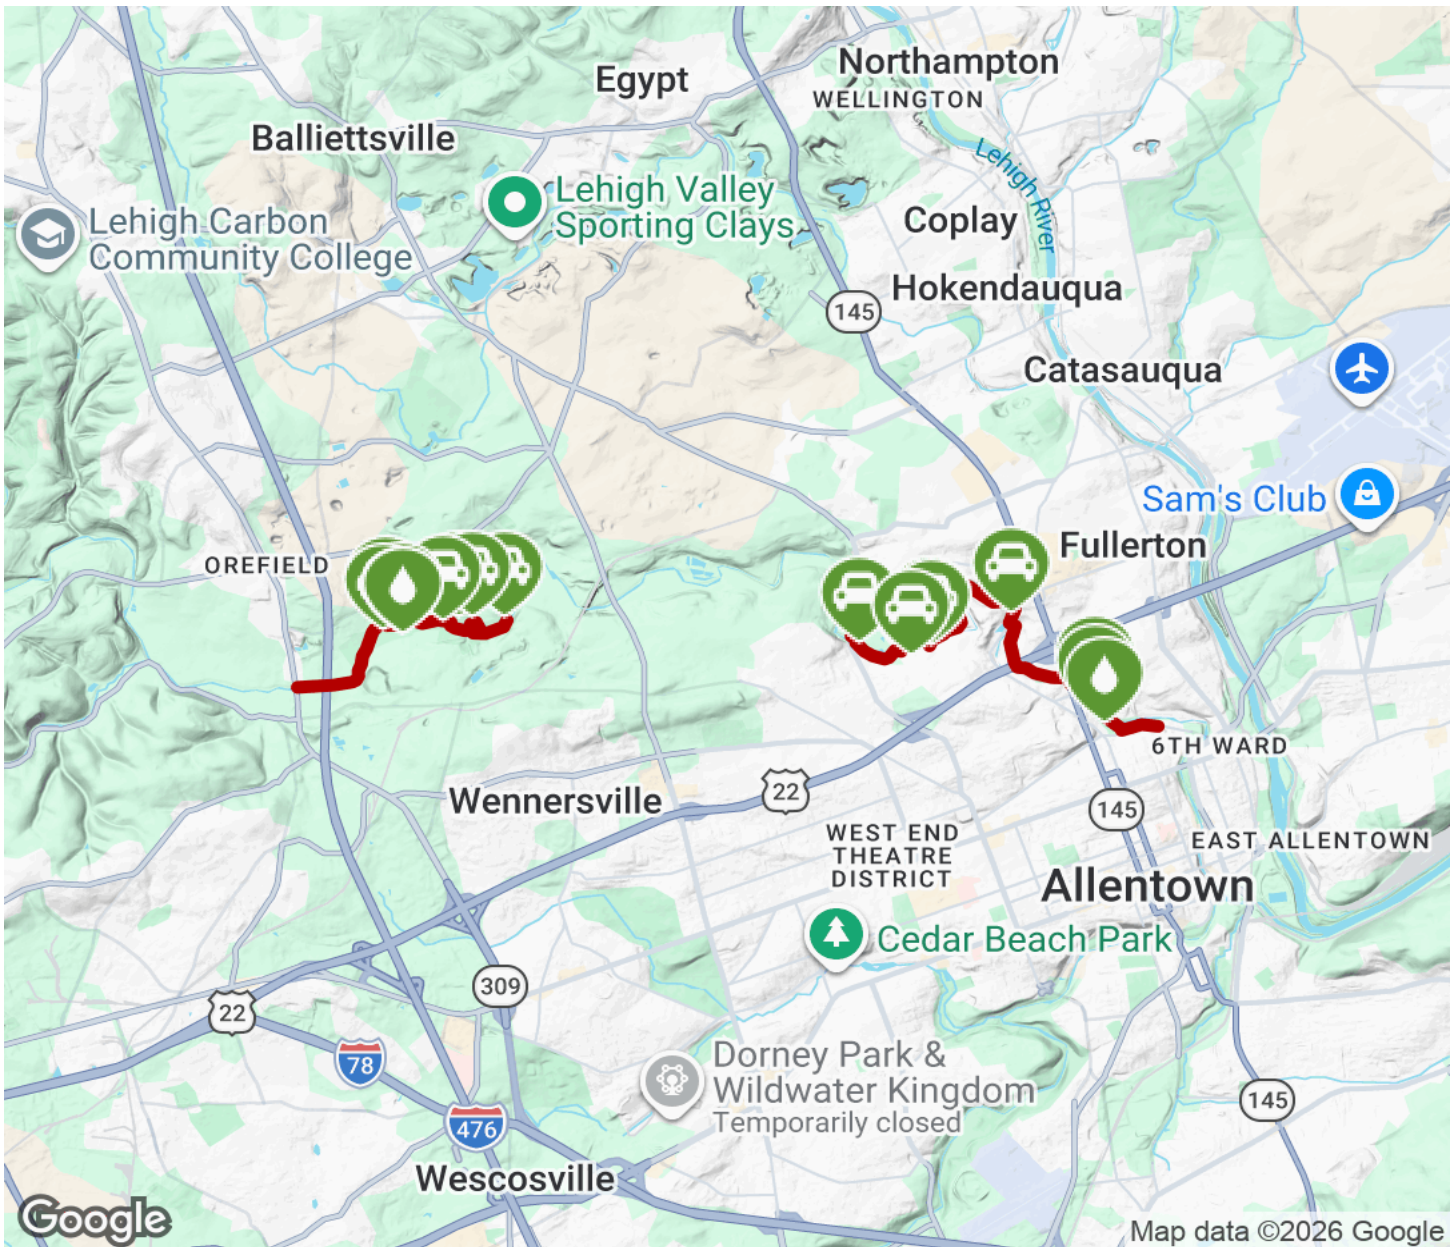 Northampton
WELLINGTON
Egypt
Balliettsville
Lehigh River
Lehigh Valley
Sporting Clays
Coplay
Lehigh Carbon
Community College
Hokendauqua
145
Catasauqua
Sam's Club
Fullerton
OREFIELD
6TH WARD
Wennersville
22
145
WEST END
THEATRE
DISTRICT
EAST ALLENTOWN
Allentown
Cedar Beach Park
309
22
78
Dorney Park &
Wildwater Kingdom
Temporarily closed
145
476
Wescosville
Google
Map data ©2026 Google